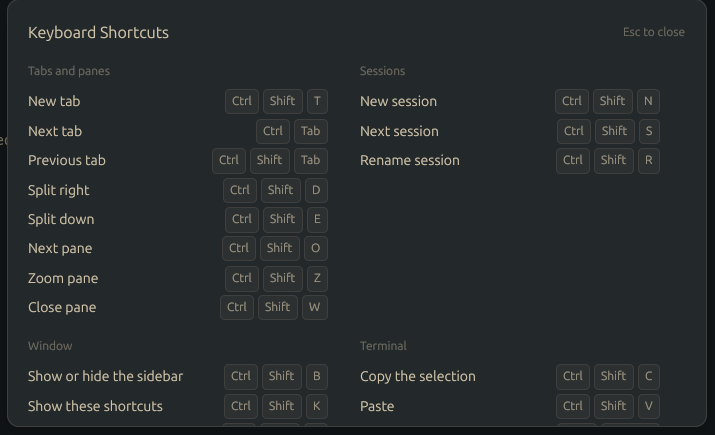 Keyboard Shortcuts Esc to close
Tabs and panes
New tab Ctrl Shift T
Next tab Ctrl Tab
Previous tab Ctrl Shift Tab
Split right Ctrl Shift D
Split down Ctrl Shift E
Next pane Ctrl Shift O
Zoom pane Ctrl Shift Z
Close pane Ctrl Shift W
Sessions
New session Ctrl Shift N
Next session Ctrl Shift S
Rename session Ctrl Shift R
Window
Show or hide the sidebar Ctrl Shift B
Show these shortcuts Ctrl Shift K
Terminal
Copy the selection Ctrl Shift C
Paste Ctrl Shift V